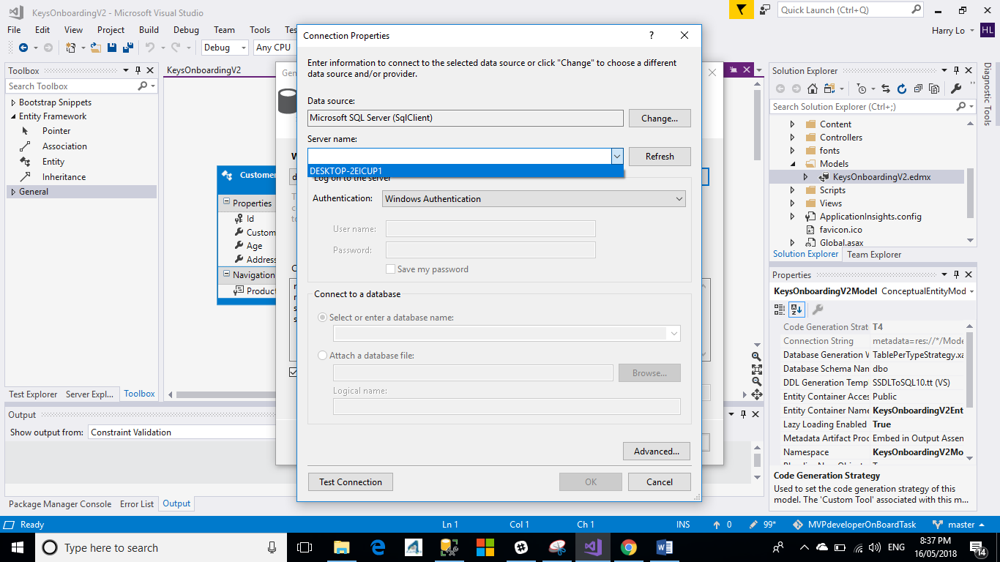 KeysOnboardingV2 - Microsoft Visual Studio
Quick Launch (Ctrl+Q)
File Edit View Project Build Debug Team Tools
Harry Lo HL
Debug Any CPU
Toolbox
Search Toolbox
Bootstrap Snippets
Entity Framework
Pointer
Association
Entity
Inheritance
General
Test Explorer Server Expl... Toolbox
KeysOnboardingV2
Customer
Properties
Id
Custom
Age
Address
Navigation
Product
Connection Properties
? 
Enter information to connect to the selected data source or click "Change" to choose a different
data source and/or provider.
Data source:
Microsoft SQL Server (SqlClient)
Change...
Server name:
Refresh
DESKTOP-2EICUP1
Log on to the server
Authentication: Windows Authentication
User name:
Password:
Save my password
Connect to a database
Select or enter a database name:
Attach a database file:
Browse...
Logical name:
Advanced...
Test Connection OK Cancel
Solution Explorer
Search Solution Explorer (Ctrl+;)
Content
Controllers
fonts
Models
KeysOnboardingV2.edmx
Scripts
Views
ApplicationInsights.config
favicon.ico
Global.asax
Solution Explorer Team Explorer
Diagnostic Tools
Properties
KeysOnboardingV2Model ConceptualEntityMod
Code Generation Strat T4
Connection String metadata=res://*/Mode
Database Generation W TablePerTypeStrategy.xa
Database Schema Nan dbo
DDL Generation Temp SSDLToSQL10.tt (VS)
Entity Container Acces Public
Entity Container Name KeysOnboardingV2Ent
Lazy Loading Enabled True
Metadata Artifact Proc Embed in Output Assen
Namespace KeysOnboardingV2Mo
Code Generation Strategy
Used to set the code generation strategy of this
model. The 'Custom Tool' associated with this m...
Output
Show output from: Constraint Validation
Package Manager Console Error List Output
Ready Ln 1 Col 1 Ch 1 INS 0 99* MVPdeveloperOnBoardTask master
Type here to search
ENG
8:37 PM
16/05/2018
14